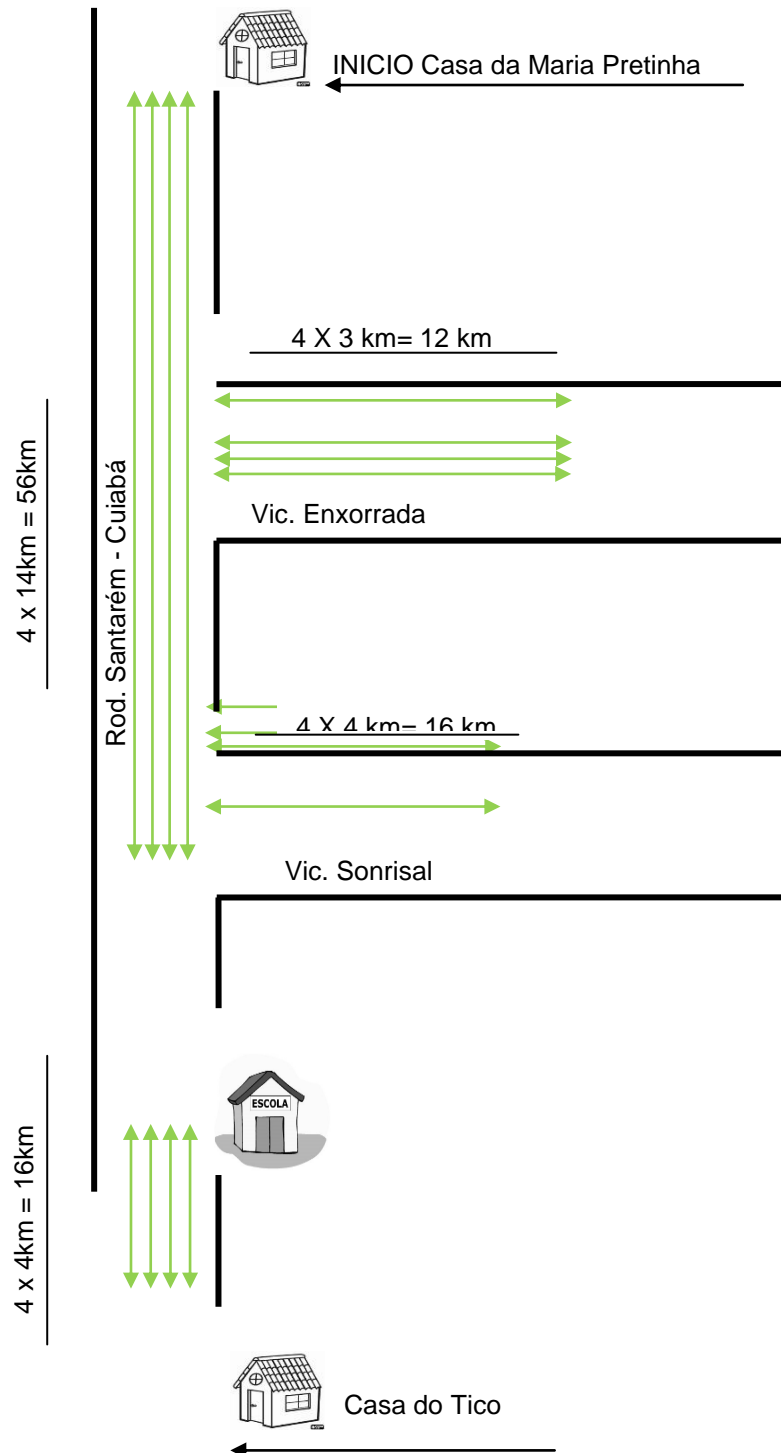 INICIO Casa da Maria Pretinha
4 X 3 km= 12 km
4 x 14km = 56km
Rod. Santarém - Cuiabá
Vic. Enxorrada
4 X 4 km= 16 km
Vic. Sonrisal
ESCOLA
4 x 4km = 16km
Casa do Tico